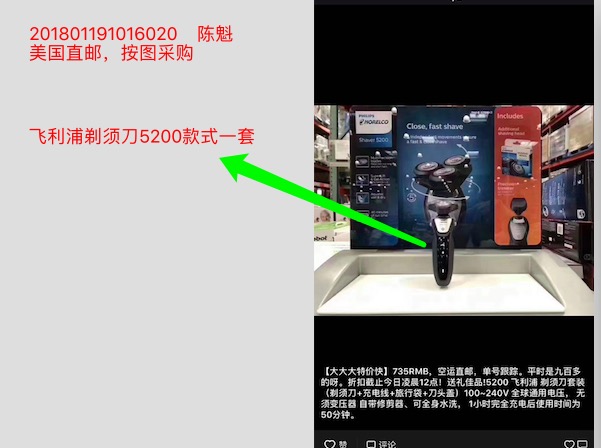 201801191016020 陈魁
美国直邮，按图采购
飞利浦剃须刀5200款式一套
PHILIPS
NORELCO
Shaver 5200
Close, fast shave
Includes
【大大大特价快】735RMB，空运直邮，单号跟踪。平时是九百多
的呀。折扣截止今日凌晨12点！送礼佳品!5200 飞利浦 剃须刀套装
（剃须刀+充电线+旅行袋+刀头盖）100~240V 全球通用电压， 无
须变压器 自带修剪器、可全身水洗， 1小时完全充电后使用时间为
50分钟。
赞
评论